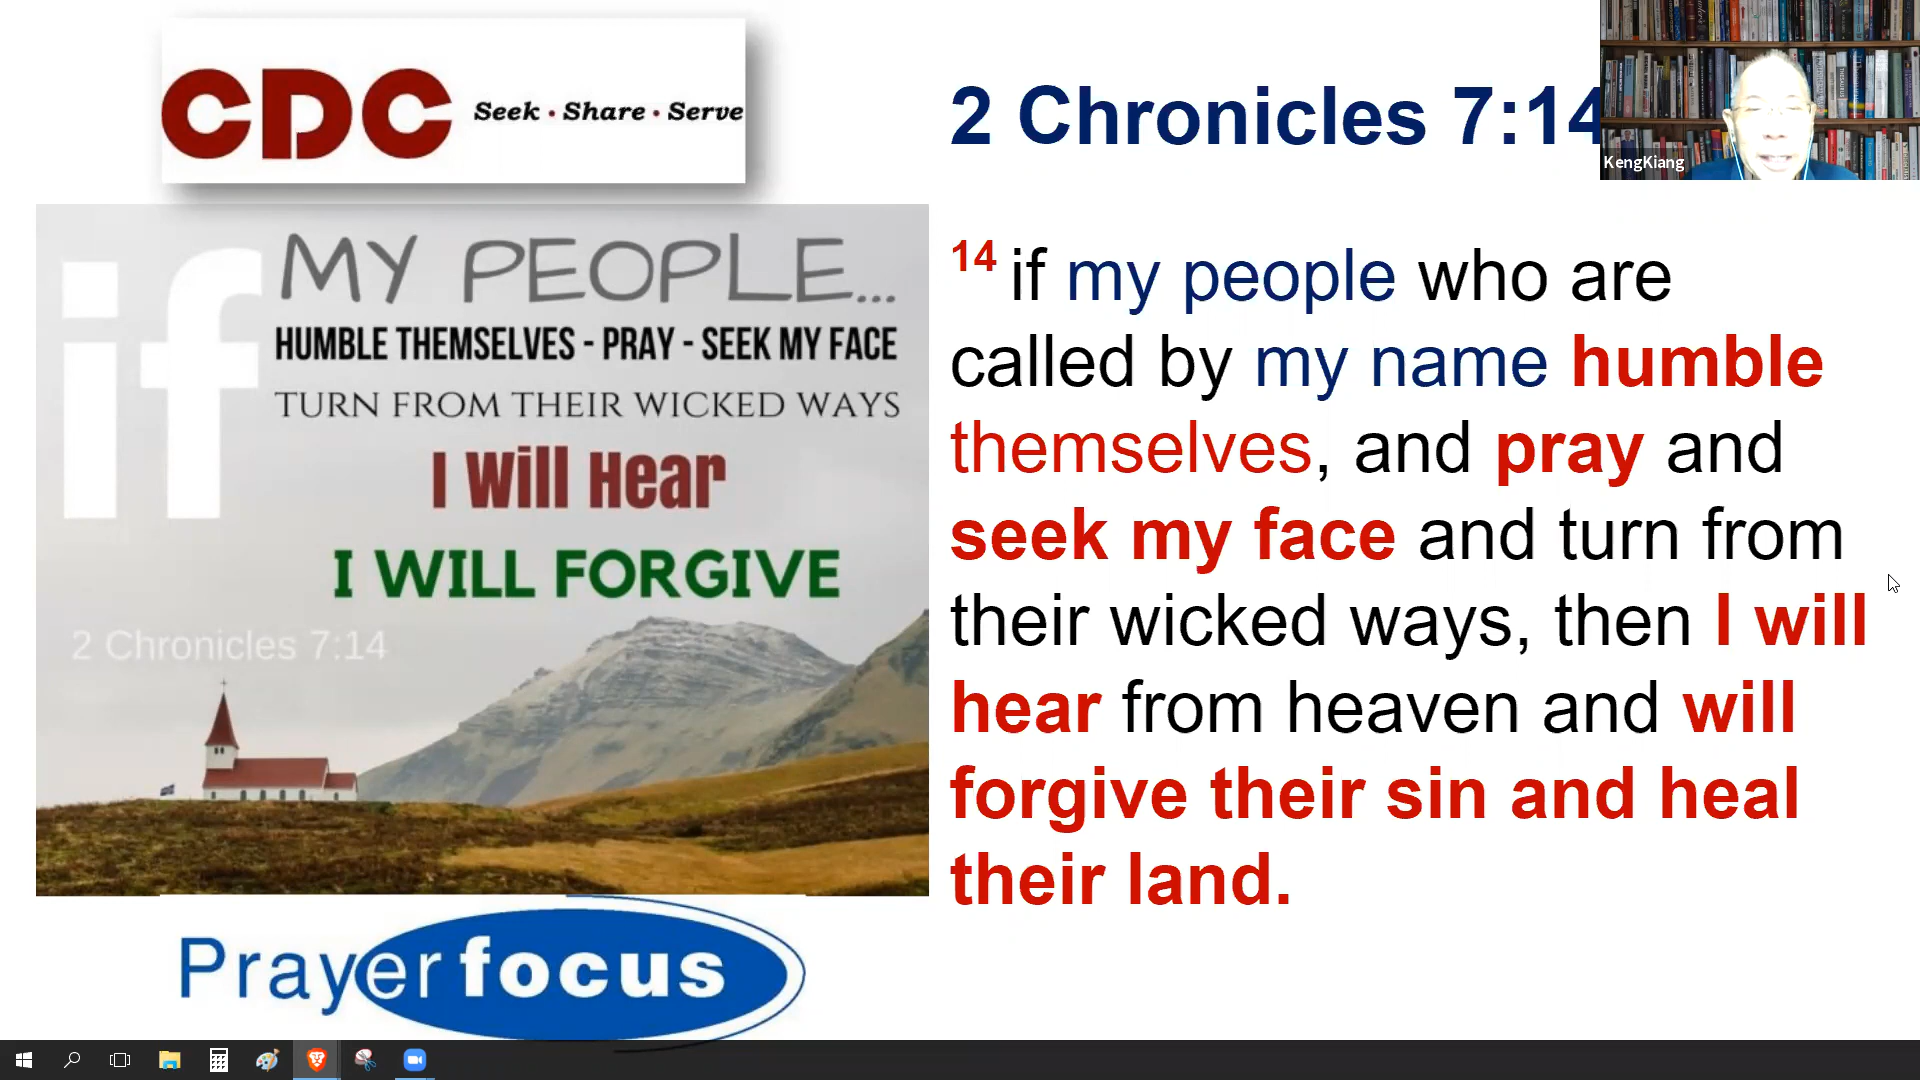 CDC Seek • Share • Serve
if
MY PEOPLE...
HUMBLE THEMSELVES - PRAY - SEEK MY FACE
TURN FROM THEIR WICKED WAYS
I Will Hear
I WILL FORGIVE
2 Chronicles 7:14
Prayerfocus
2 Chronicles 7:14
14 if my people who are
called by my name humble
themselves, and pray and
seek my face and turn from
their wicked ways, then I will
hear from heaven and will
forgive their sin and heal
their land.
KengKiang